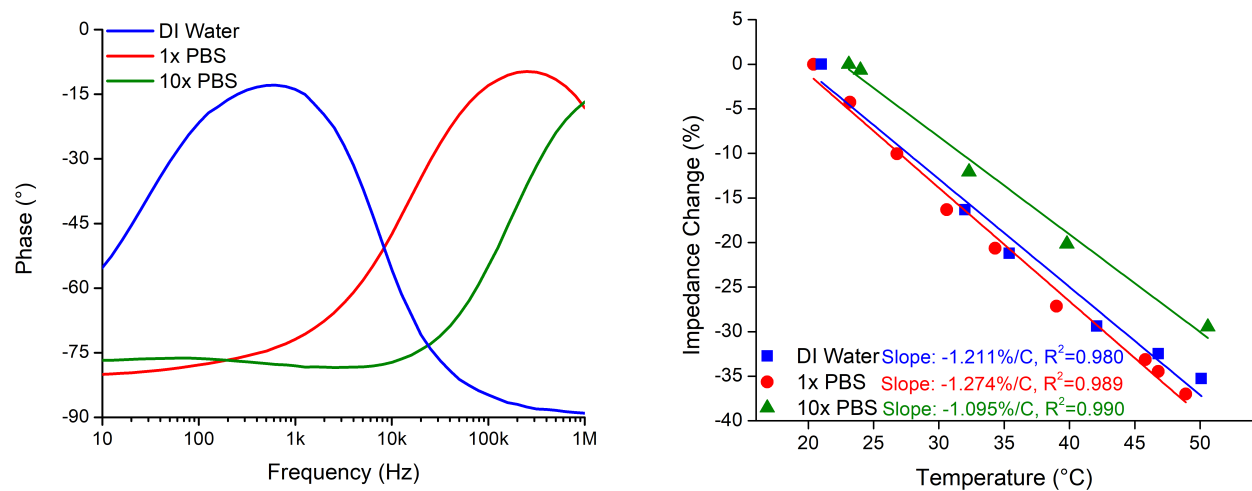 DI Water
1x PBS
10x PBS
0
-15
-30
-45
-60
-75
-90
Phase (°)
10
100
1k
10k
100k
1M
Frequency (Hz)
5
0
-5
-10
-15
-20
-25
-30
-35
-40
Impedance Change (%)
DI Water Slope: -1.211%/C, R²=0.980
1x PBS Slope: -1.274%/C, R²=0.989
10x PBS Slope: -1.095%/C, R²=0.990
20
25
30
35
40
45
50
Temperature (°C)